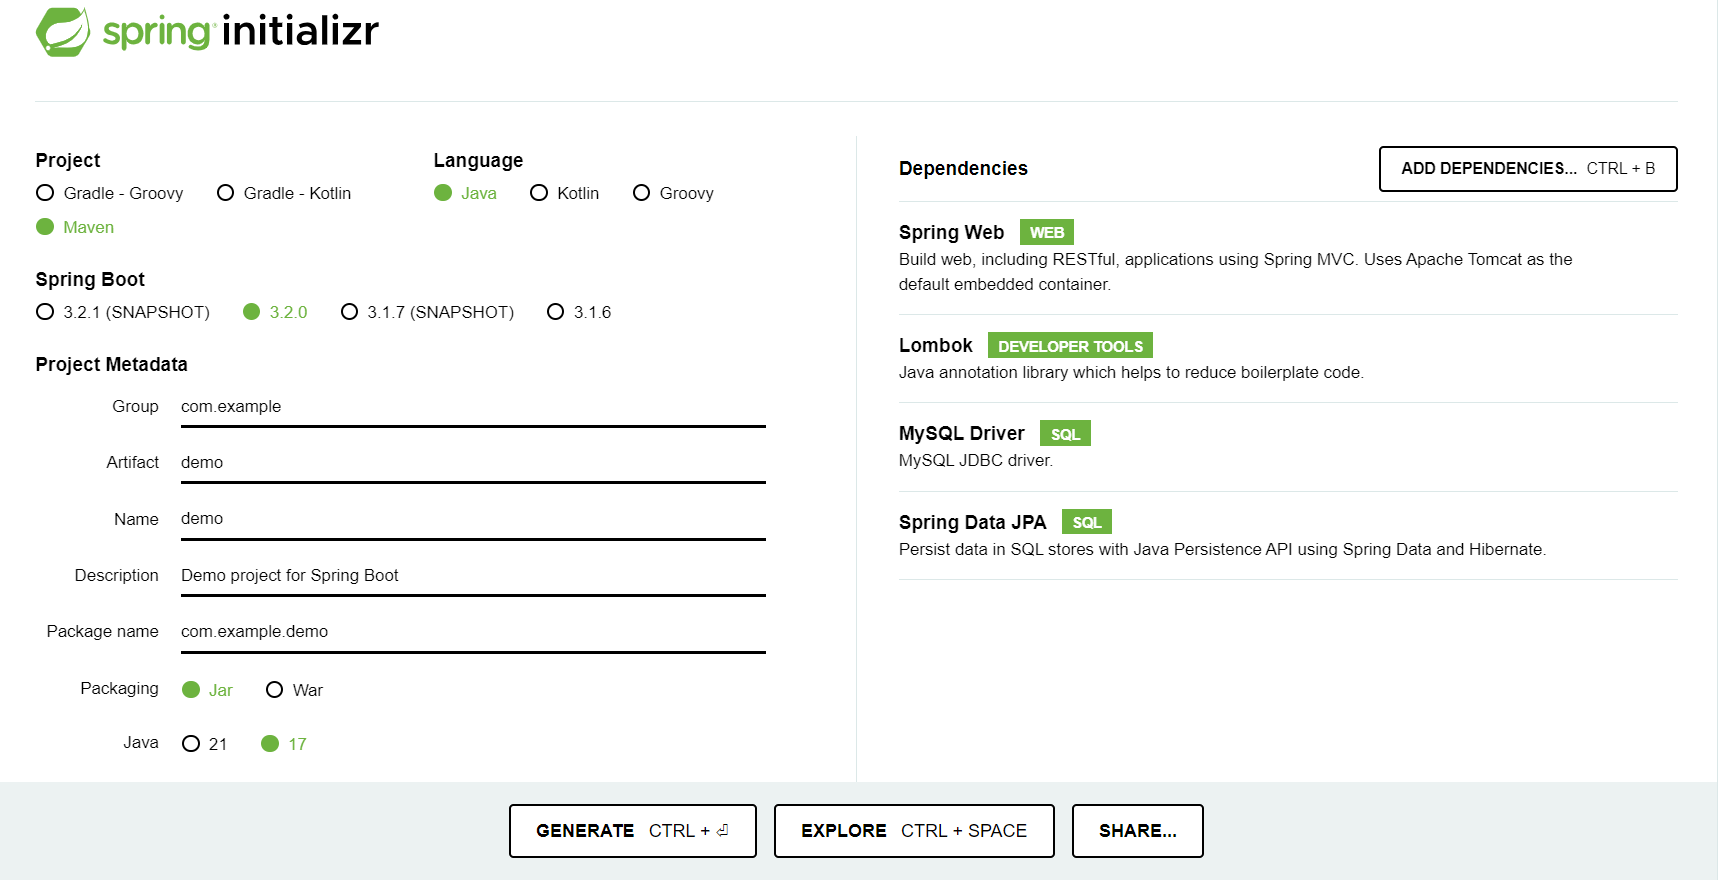 spring initializr
Project
Gradle - Groovy
Gradle - Kotlin
Maven
Language
Java
Kotlin
Groovy
Spring Boot
3.2.1 (SNAPSHOT)
3.2.0
3.1.7 (SNAPSHOT)
3.1.6
Project Metadata
Group com.example
Artifact demo
Name demo
Description Demo project for Spring Boot
Package name com.example.demo
Packaging Jar War
Java 21 17
Dependencies
ADD DEPENDENCIES... CTRL + B
Spring Web WEB
Build web, including RESTful, applications using Spring MVC. Uses Apache Tomcat as the
default embedded container.
Lombok DEVELOPER TOOLS
Java annotation library which helps to reduce boilerplate code.
MySQL Driver SQL
MySQL JDBC driver.
Spring Data JPA SQL
Persist data in SQL stores with Java Persistence API using Spring Data and Hibernate.
GENERATE CTRL + ⏎
EXPLORE CTRL + SPACE
SHARE...